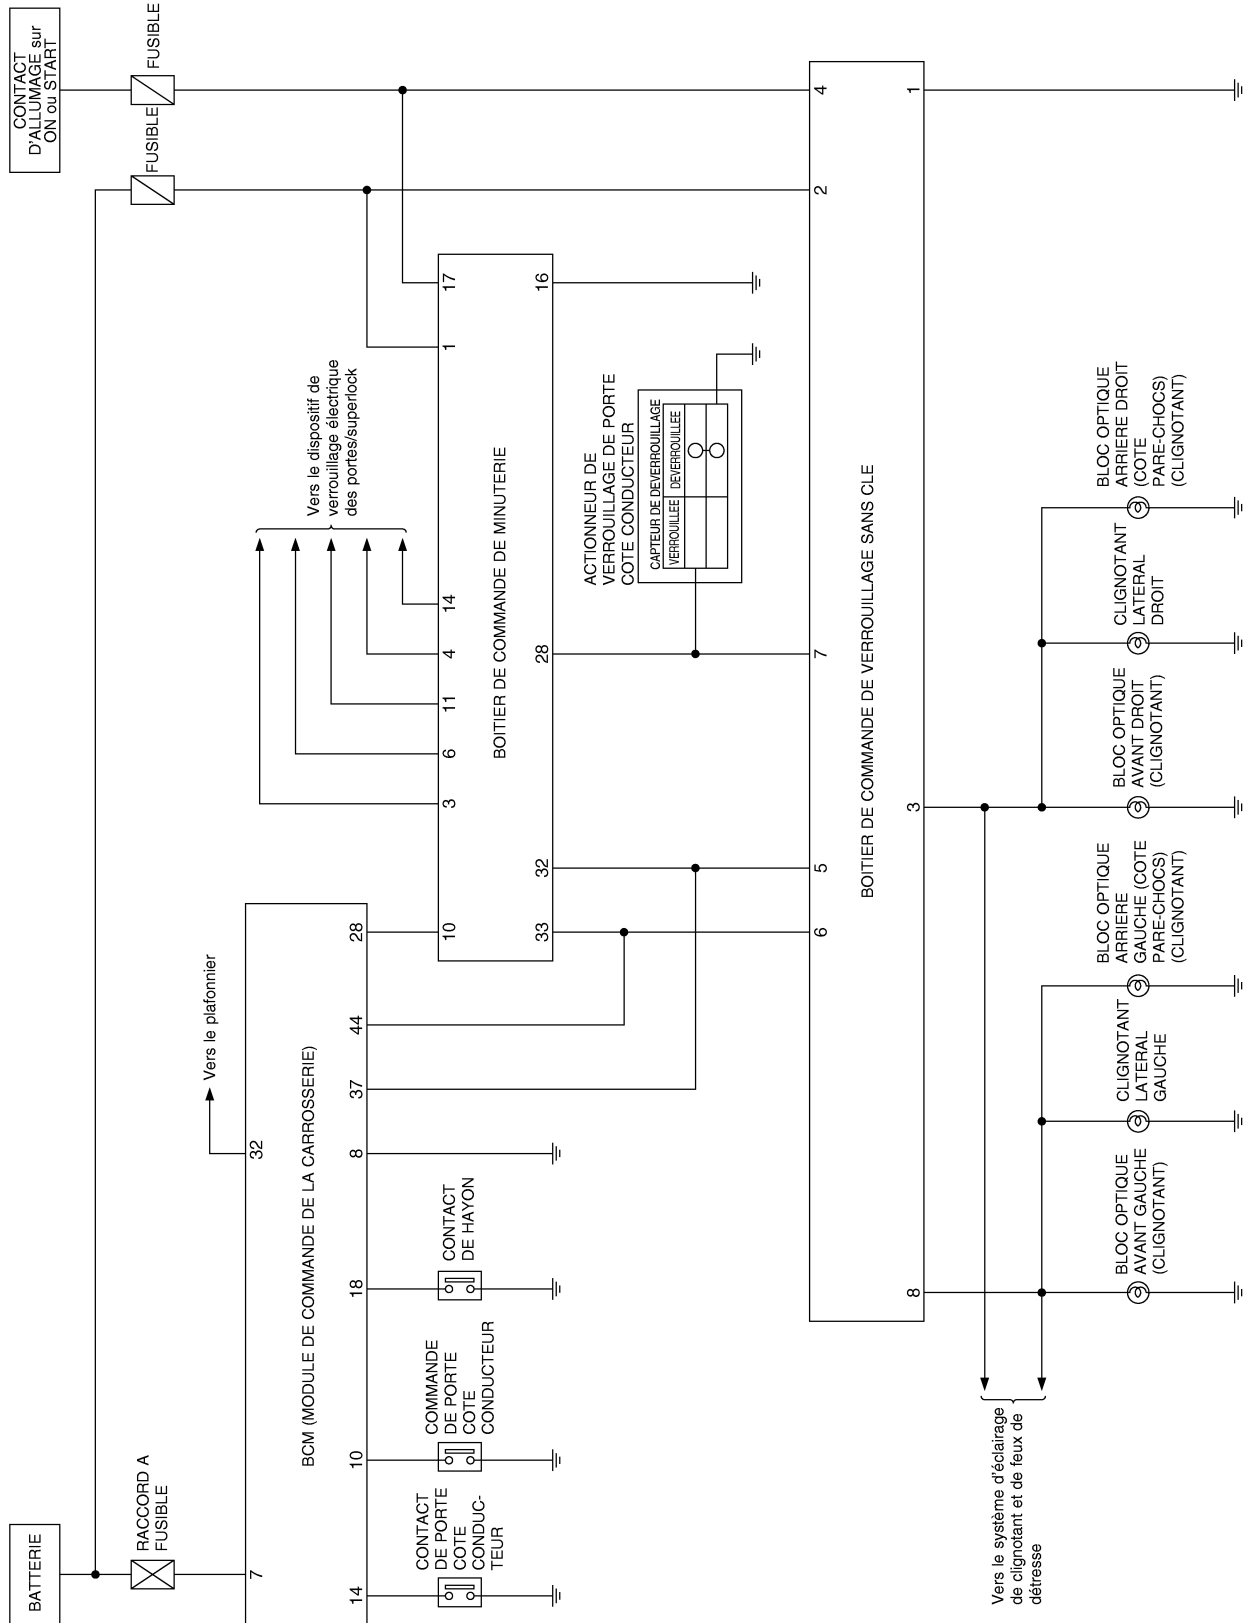 BATTERIE
CONTACT
D'ALLUMAGE sur
ON ou START
RACCORD A
FUSIBLE
FUSIBLE
FUSIBLE
7
32
Vers le plafonnier
BCM (MODULE DE COMMANDE DE LA CARROSSERIE)
14
10
18
8
37
44
28
CONTACT
DE PORTE
COTE
CONDUC-
TEUR
COMMANDE
DE PORTE
COTE
CONDUCTEUR
CONTACT
DE HAYON
Vers le dispositif de
verrouillage électrique
des portes/superlock
10
3
6
11
4
14
1
17
BOITIER DE COMMANDE DE MINUTERIE
33
32
28
16
ACTIONNEUR DE
VERROUILLAGE DE PORTE
COTE CONDUCTEUR
CAPTEUR DE DEVERROUILLAGE
VERROUILLEE
DEVERROUILLEE
6
5
7
2
4
BOITIER DE COMMANDE DE VERROUILLAGE SANS CLE
8
3
1
Vers le système d'éclairage
de clignotant et de feux de
détresse
BLOC OPTIQUE
AVANT GAUCHE
(CLIGNOTANT)
CLIGNOTANT
LATERAL
GAUCHE
BLOC OPTIQUE
ARRIERE
GAUCHE (COTE
PARE-CHOCS)
(CLIGNOTANT)
BLOC OPTIQUE
AVANT DROIT
(CLIGNOTANT)
CLIGNOTANT
LATERAL
DROIT
BLOC OPTIQUE
ARRIERE DROIT
(COTE
PARE-CHOCS)
(CLIGNOTANT)